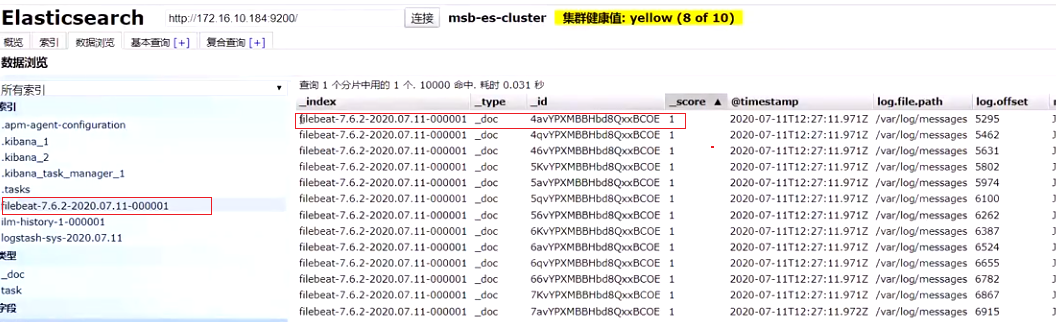 Elasticsearch http://172.16.10.184:9200/ 连接 msb-es-cluster 集群健康值: yellow (8 of 10)
概览 索引 数据浏览 基本查询 [+] 复合查询 [+]
数据浏览
所有索引 ▼
索引
.apm-agent-configuration
.kibana_1
.kibana_2
.kibana_task_manager_1
.tasks
filebeat-7.6.2-2020.07.11-000001
ilm-history-1-000001
logstash-sys-2020.07.11
类型
_doc
task
字段
查询 1 个分片中用的 1 个. 10000 命中. 耗时 0.031 秒
_index _type _id _score ▲ @timestamp log.file.path log.offset
filebeat-7.6.2-2020.07.11-000001 _doc 4avYPXMBBHbd8QxxBCOE 1 2020-07-11T12:27:11.972Z /var/log/messages 5295
filebeat-7.6.2-2020.07.11-000001 _doc 4qvYPXMBBHbd8QxxBCOE 1 2020-07-11T12:27:11.972Z /var/log/messages 5462
filebeat-7.6.2-2020.07.11-000001 _doc 46vYPXMBBHbd8QxxBCOE 1 2020-07-11T12:27:11.971Z /var/log/messages 5631
filebeat-7.6.2-2020.07.11-000001 _doc 5KvYPXMBBHbd8QxxBCOE 1 2020-07-11T12:27:11.971Z /var/log/messages 5802
filebeat-7.6.2-2020.07.11-000001 _doc 5avYPXMBBHbd8QxxBCOE 1 2020-07-11T12:27:11.971Z /var/log/messages 5974
filebeat-7.6.2-2020.07.11-000001 _doc 5qvYPXMBBHbd8QxxBCOE 1 2020-07-11T12:27:11.971Z /var/log/messages 6100
filebeat-7.6.2-2020.07.11-000001 _doc 56vYPXMBBHbd8QxxBCOE 1 2020-07-11T12:27:11.971Z /var/log/messages 6262
filebeat-7.6.2-2020.07.11-000001 _doc 6KvYPXMBBHbd8QxxBCOE 1 2020-07-11T12:27:11.971Z /var/log/messages 6387
filebeat-7.6.2-2020.07.11-000001 _doc 6avYPXMBBHbd8QxxBCOE 1 2020-07-11T12:27:11.971Z /var/log/messages 6524
filebeat-7.6.2-2020.07.11-000001 _doc 6qvYPXMBBHbd8QxxBCOE 1 2020-07-11T12:27:11.971Z /var/log/messages 6655
filebeat-7.6.2-2020.07.11-000001 _doc 66vYPXMBBHbd8QxxBCOE 1 2020-07-11T12:27:11.971Z /var/log/messages 6782
filebeat-7.6.2-2020.07.11-000001 _doc 7KvYPXMBBHbd8QxxBCOE 1 2020-07-11T12:27:11.971Z /var/log/messages 6867
filebeat-7.6.2-2020.07.11-000001 _doc 7avYPXMBBHbd8QxxBCOE 1 2020-07-11T12:27:11.972Z /var/log/messages 6915